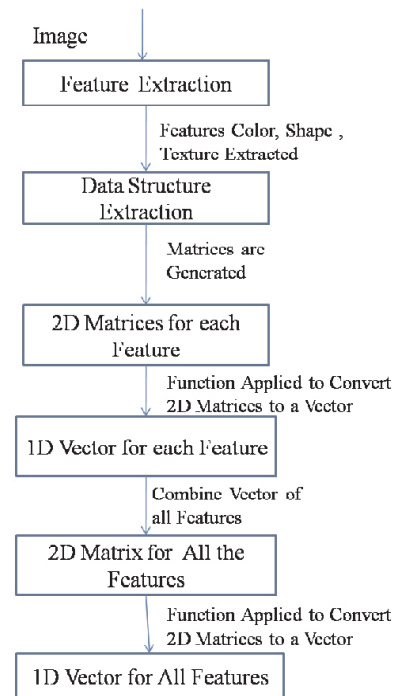 Image
Feature Extraction
Features Color, Shape ,
Texture Extracted
Data Structure
Extraction
Matrices are
Generated
2D Matrices for each
Feature
Function Applied to Convert
2D Matrices to a Vector
1D Vector for each Feature
Combine Vector of
all Features
2D Matrix for All the
Features
Function Applied to Convert
2D Matrices to a Vector
1D Vector for All Features